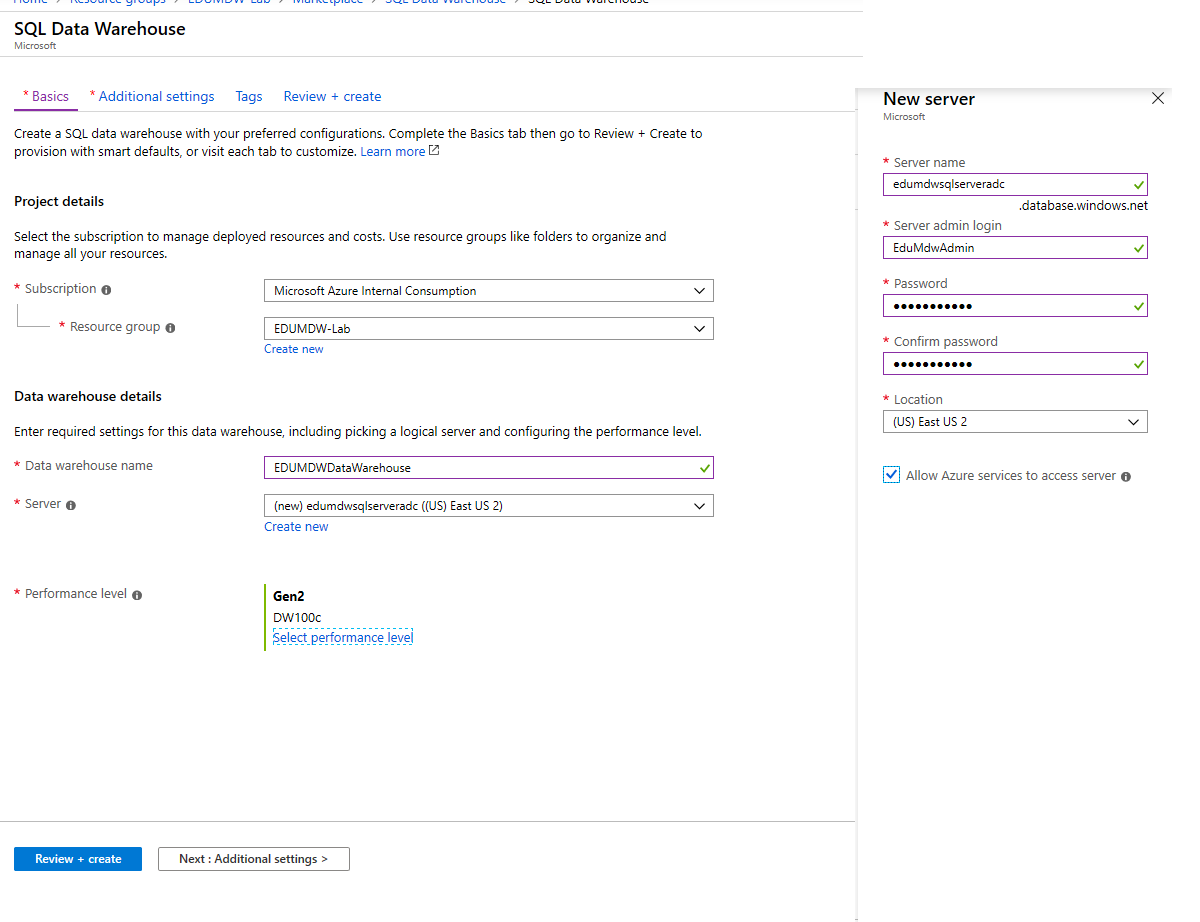 Home > Resource groups > EDUMDW-Lab > Marketplace > SQL Data Warehouse > SQL Data Warehouse
SQL Data Warehouse
Microsoft
* Basics * Additional settings Tags Review + create
Create a SQL data warehouse with your preferred configurations. Complete the Basics tab then go to Review + Create to
provision with smart defaults, or visit each tab to customize. Learn more
Project details
Select the subscription to manage deployed resources and costs. Use resource groups like folders to organize and
manage all your resources.
* Subscription
Microsoft Azure Internal Consumption
* Resource group
EDUMDW-Lab
Create new
Data warehouse details
Enter required settings for this data warehouse, including picking a logical server and configuring the performance level.
* Data warehouse name
EDUMDWDataWarehouse
* Server
(new) edumdwsqlserveradc ((US) East US 2)
Create new
* Performance level
Gen2
DW100c
Select performance level
Review + create
Next : Additional settings >
New server
Microsoft
* Server name
edumdwsqlserveradc
.database.windows.net
* Server admin login
EduMdwAdmin
* Password
•••••••••••
* Confirm password
•••••••••••
* Location
(US) East US 2
Allow Azure services to access server